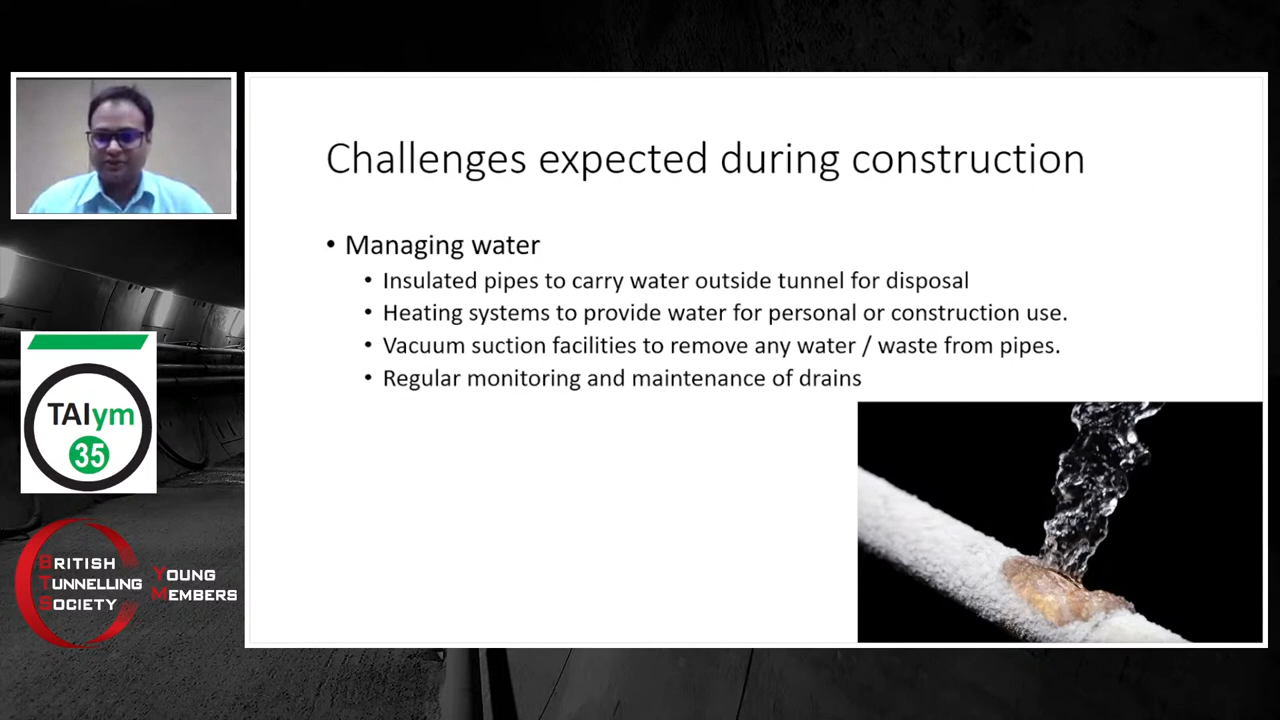 Challenges expected during construction
• Managing water
• Insulated pipes to carry water outside tunnel for disposal
• Heating systems to provide water for personal or construction use.
• Vacuum suction facilities to remove any water / waste from pipes.
• Regular monitoring and maintenance of drains
TAIym
35
BRITISH
TUNNELLING
SOCIETY
YOUNG
MEMBERS